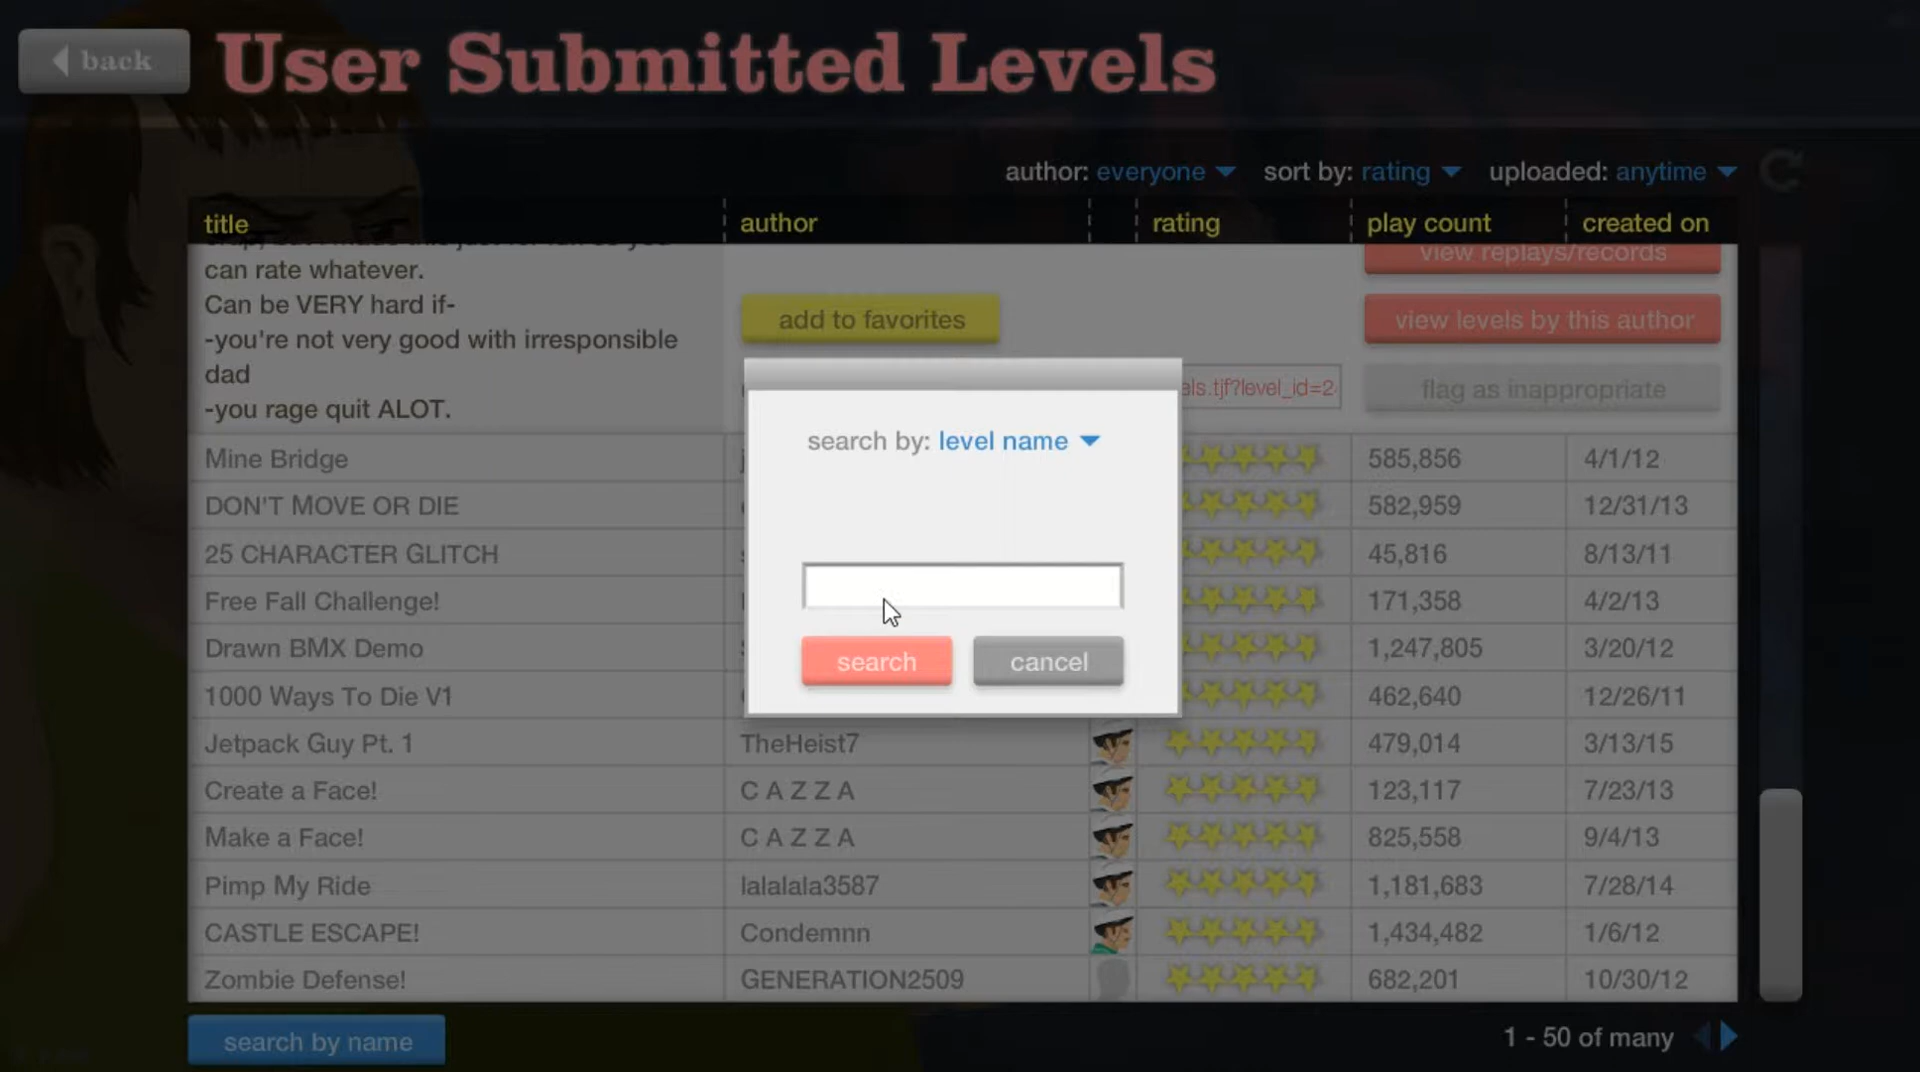 back
User Submitted Levels
author: everyone sort by: rating uploaded: anytime
title author rating play count created on
can rate whatever.
view replays/records
Can be VERY hard if-
add to favorites
view levels by this author
-you're not very good with irresponsible
dad
els.tjf?level_id=2
flag as inappropriate
-you rage quit ALOT.
search by: level name
search
cancel
Mine Bridge 585,856 4/1/12
DON'T MOVE OR DIE 582,959 12/31/13
25 CHARACTER GLITCH 45,816 8/13/11
Free Fall Challenge! 171,358 4/2/13
Drawn BMX Demo 1,247,805 3/20/12
1000 Ways To Die V1 462,640 12/26/11
Jetpack Guy Pt. 1 TheHeist7 479,014 3/13/15
Create a Face! C A Z Z A 123,117 7/23/13
Make a Face! C A Z Z A 825,558 9/4/13
Pimp My Ride lalalala3587 1,181,683 7/28/14
CASTLE ESCAPE! Condemnn 1,434,482 1/6/12
Zombie Defense! GENERATION2509 682,201 10/30/12
search by name
1 - 50 of many